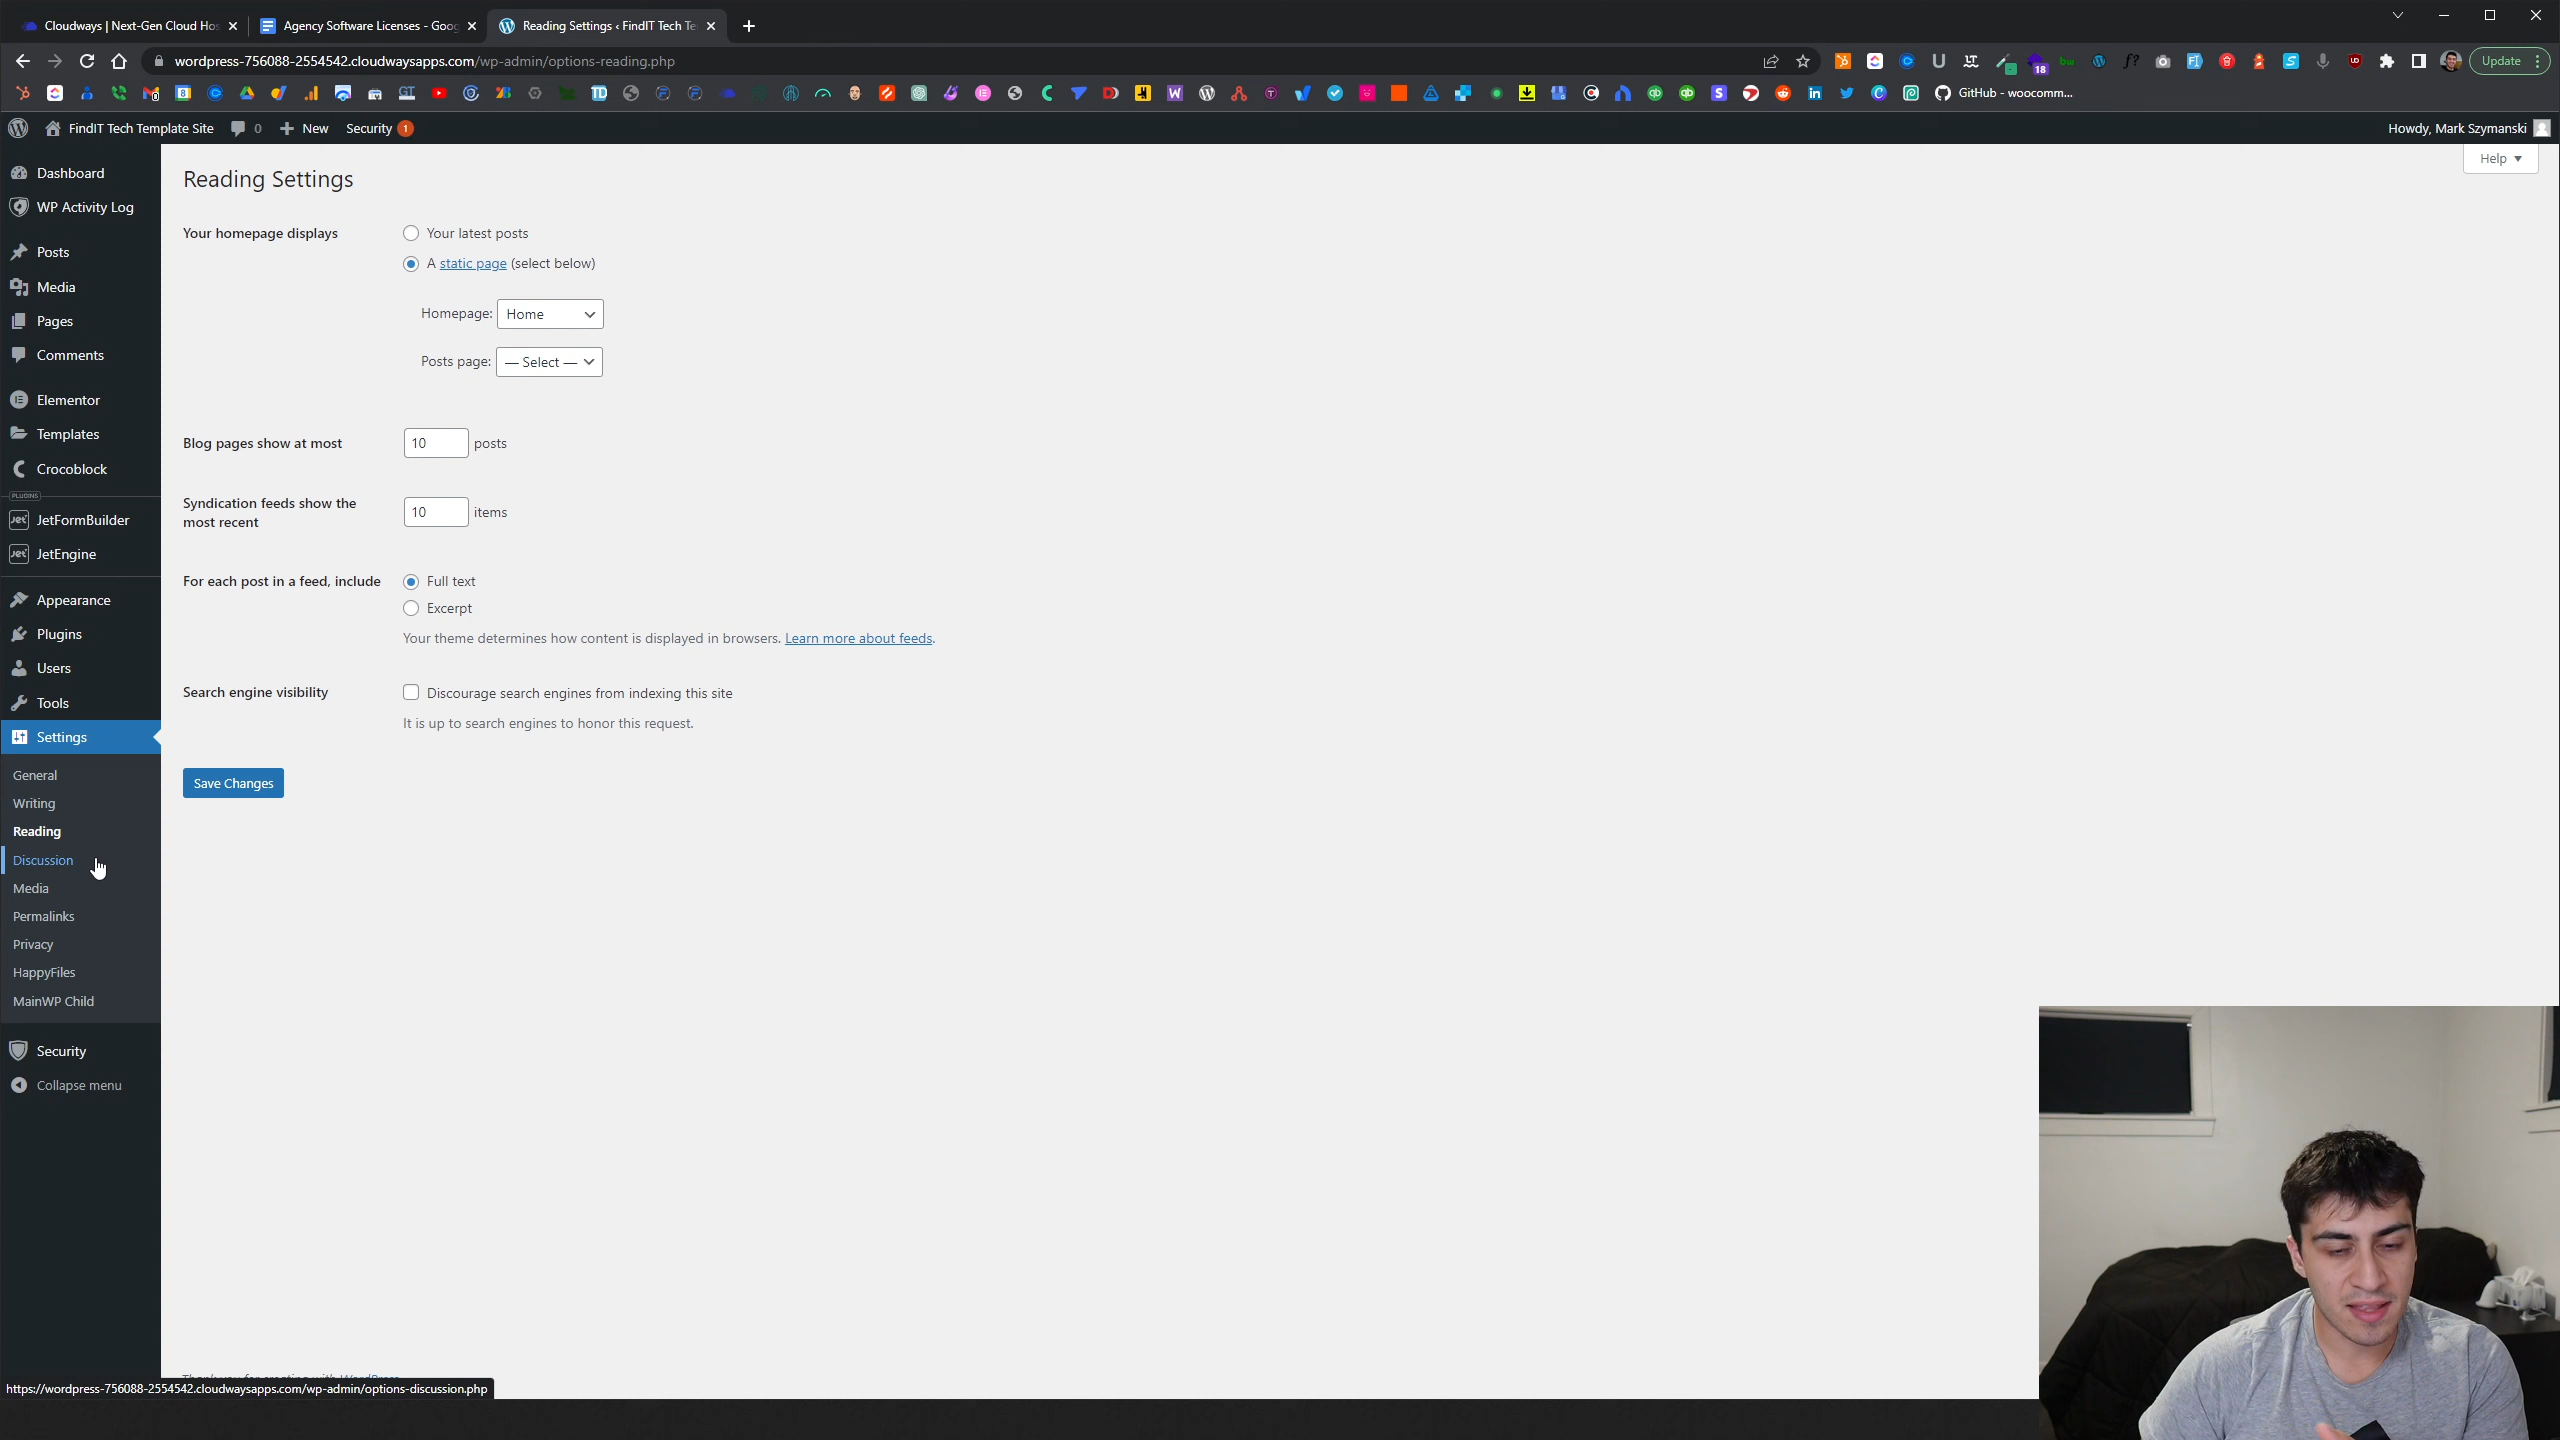 Cloudways | Next-Gen Cloud Hos
Agency Software Licenses - Goog
Reading Settings ‹ FindIT Tech Te
wordpress-756088-2554542.cloudwaysapps.com/wp-admin/options-reading.php
Update
GitHub - woocomm...
FindIT Tech Template Site
0
New
Security 1
Howdy, Mark Szymanski
Help
Dashboard
WP Activity Log
Posts
Media
Pages
Comments
Elementor
Templates
Crocoblock
PLUGINS
JetFormBuilder
JetEngine
Appearance
Plugins
Users
Tools
Settings
General
Writing
Reading
Discussion
Media
Permalinks
Privacy
HappyFiles
MainWP Child
Security
Collapse menu
Reading Settings
Your homepage displays
Your latest posts
A static page (select below)
Homepage: Home
Posts page: — Select —
Blog pages show at most
10 posts
Syndication feeds show the
most recent
10 items
For each post in a feed, include
Full text
Excerpt
Your theme determines how content is displayed in browsers. Learn more about feeds.
Search engine visibility
Discourage search engines from indexing this site
It is up to search engines to honor this request.
Save Changes
https://wordpress-756088-2554542.cloudwaysapps.com/wp-admin/options-discussion.php